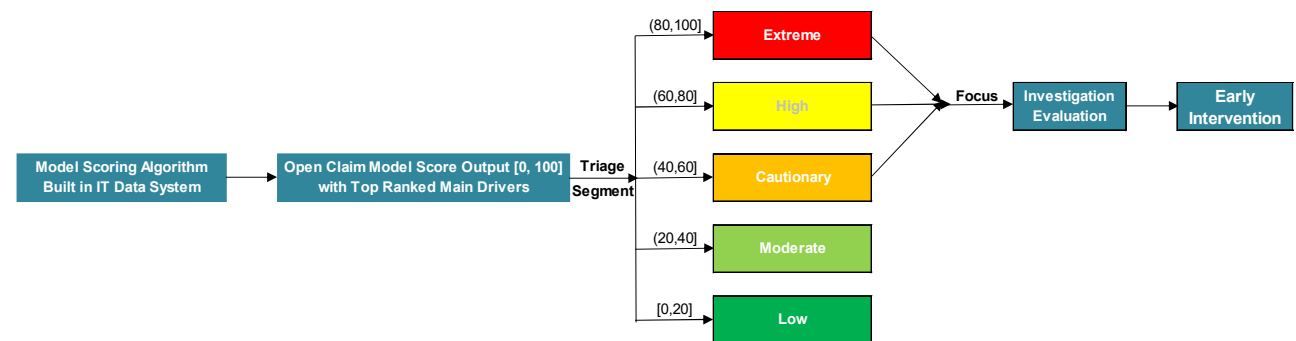 Model Scoring Algorithm
Built in IT Data System
Open Claim Model Score Output [0, 100]
with Top Ranked Main Drivers
Triage
Segment
(80,100]
Extreme
(60,80]
High
(40,60]
Cautionary
(20,40]
Moderate
[0,20]
Low
Focus
Investigation
Evaluation
Early
Intervention